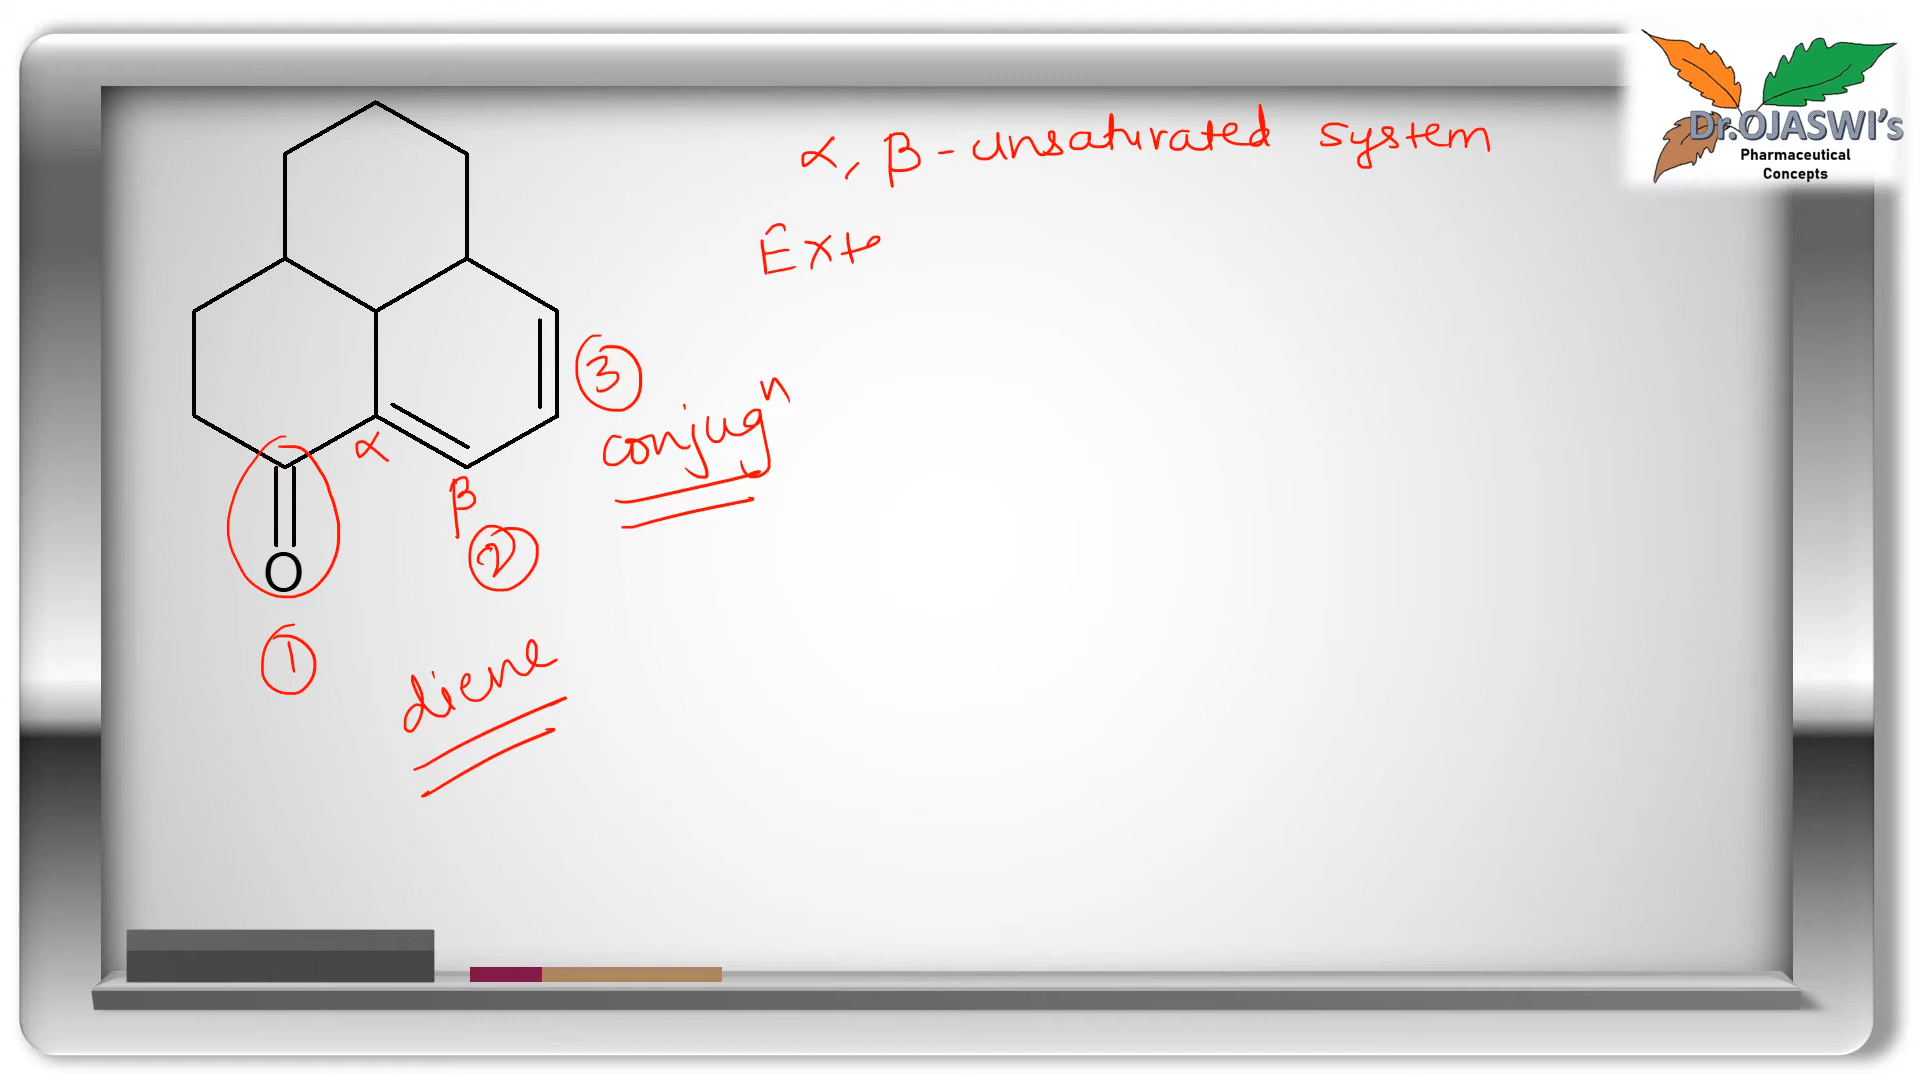 Dr.OJASWI's
Pharmaceutical
Concepts
α, β-unsaturated system
Exte
3
conjugⁿ
α
β
2
O
1
diene